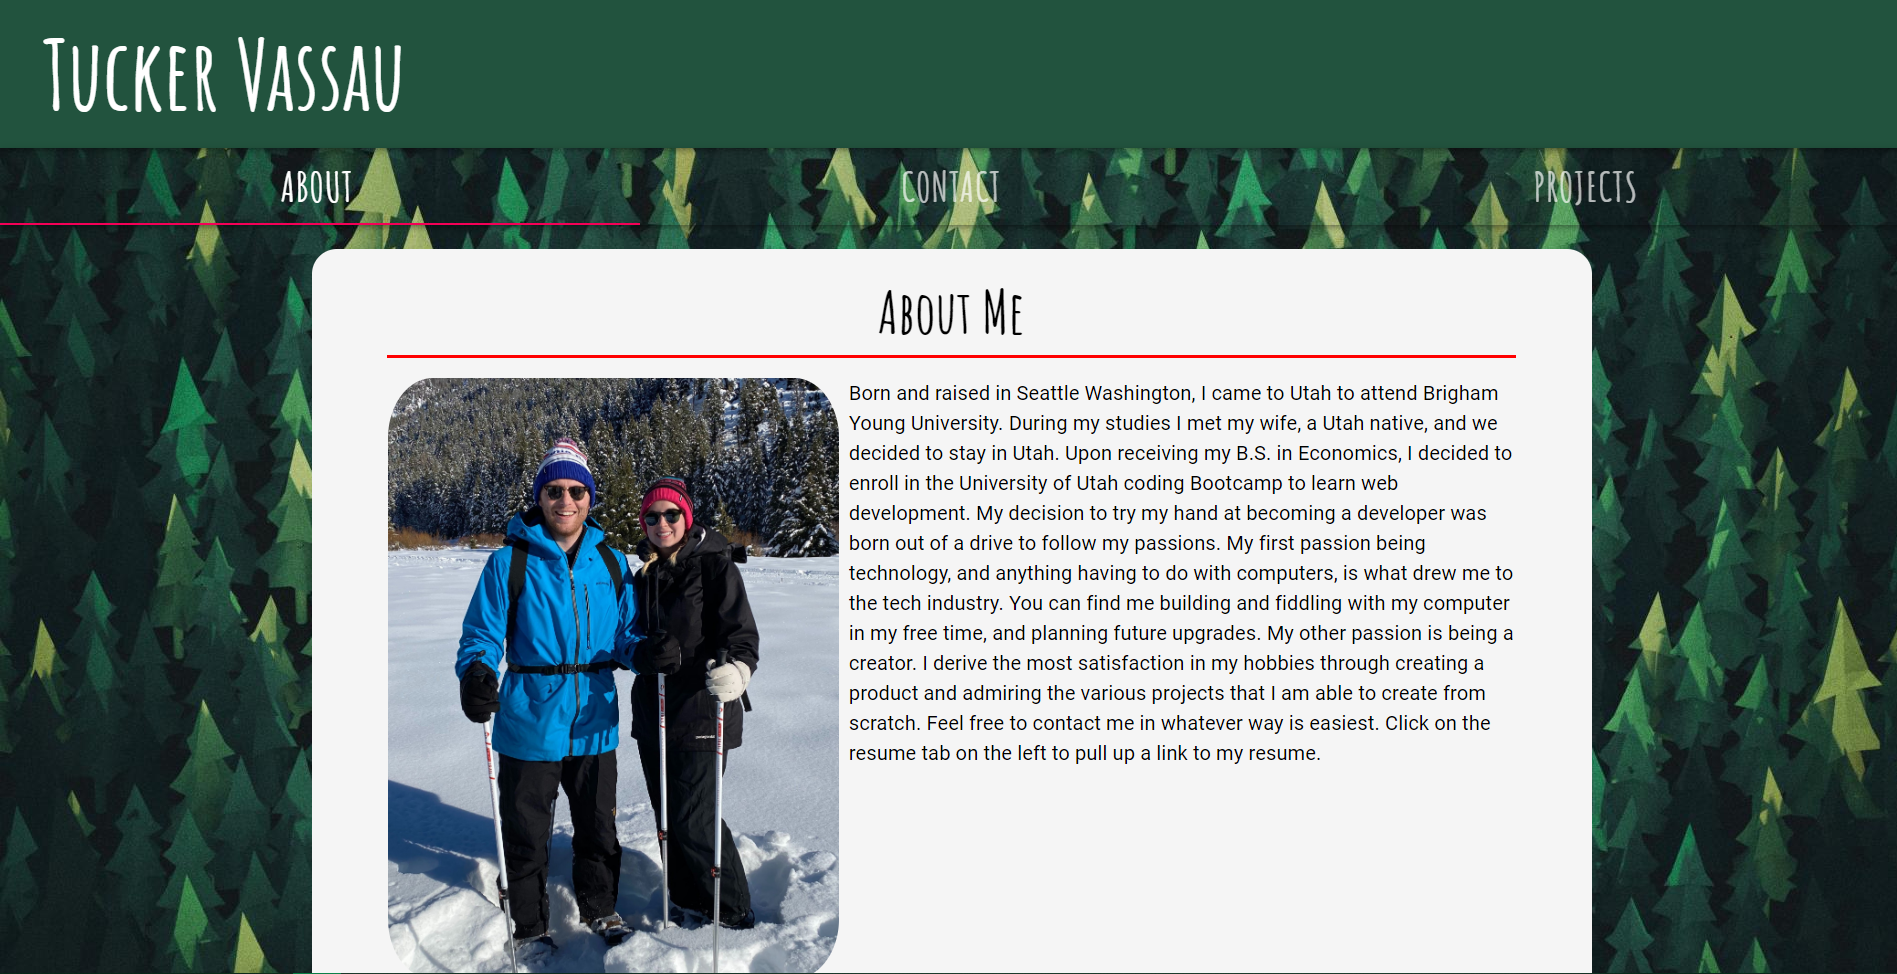 Tucker Vassau
ABOUT CONTACT PROJECTS
About Me
Born and raised in Seattle Washington, I came to Utah to attend Brigham
Young University. During my studies I met my wife, a Utah native, and we
decided to stay in Utah. Upon receiving my B.S. in Economics, I decided to
enroll in the University of Utah coding Bootcamp to learn web
development. My decision to try my hand at becoming a developer was
born out of a drive to follow my passions. My first passion being
technology, and anything having to do with computers, is what drew me to
the tech industry. You can find me building and fiddling with my computer
in my free time, and planning future upgrades. My other passion is being a
creator. I derive the most satisfaction in my hobbies through creating a
product and admiring the various projects that I am able to create from
scratch. Feel free to contact me in whatever way is easiest. Click on the
resume tab on the left to pull up a link to my resume.